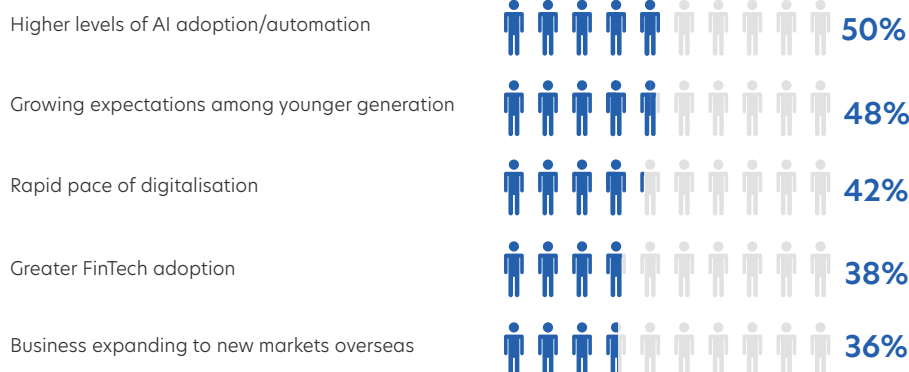 Higher levels of AI adoption/automation 50%
Growing expectations among younger generation 48%
Rapid pace of digitalisation 42%
Greater FinTech adoption 38%
Business expanding to new markets overseas 36%